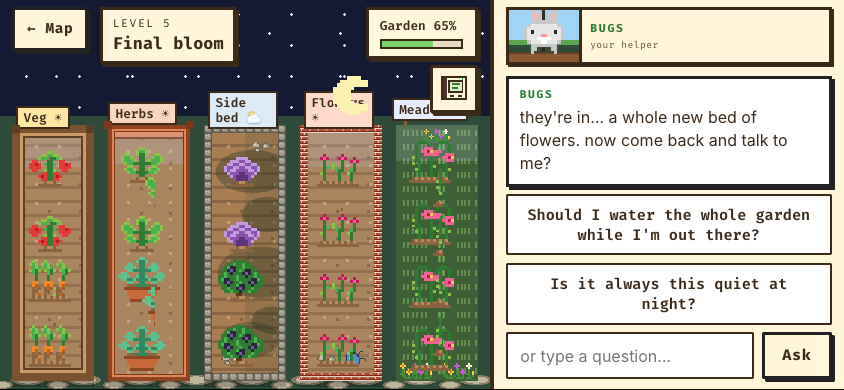 ← Map
LEVEL 5
Final bloom
Garden 65%
Veg ☀
Herbs ☀
Side
bed ⛅
☀
BUGS
your helper
BUGS
they're in... a whole new bed of
flowers. now come back and talk to
me?
Should I water the whole garden
while I'm out there?
Is it always this quiet at
night?
or type a question...
Ask